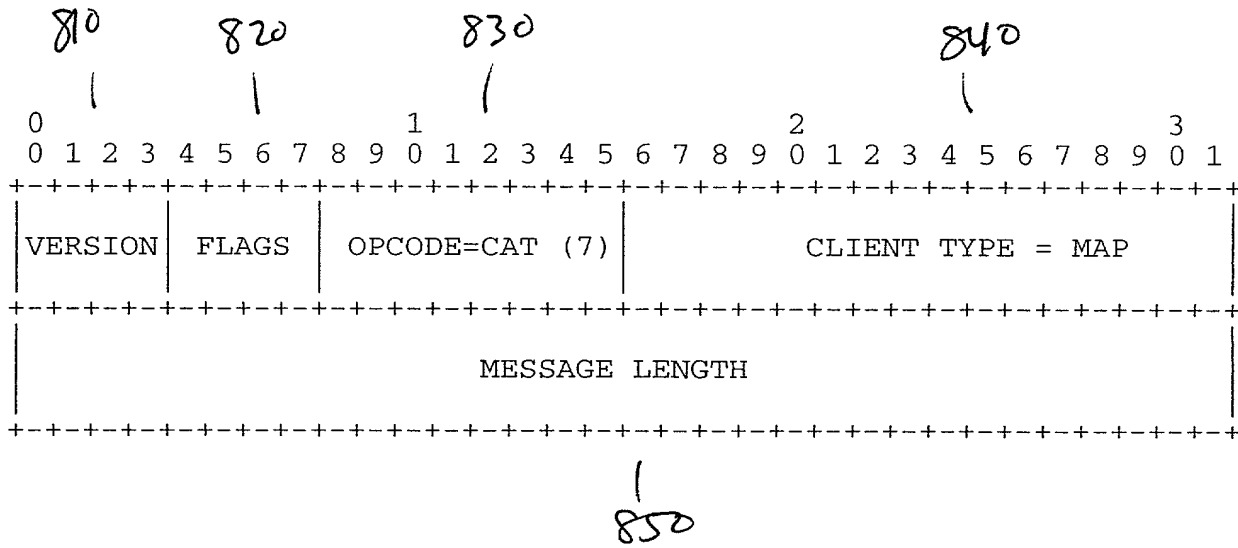 810 820 830 840
0 1 2 3
0 1 2 3 4 5 6 7 8 9 0 1 2 3 4 5 6 7 8 9 0 1 2 3 4 5 6 7 8 9 0 1
+-+-+-+-+-+-+-+-+-+-+-+-+-+-+-+-+-+-+-+-+-+-+-+-+-+-+-+-+-+-+-+-+
|VERSION| FLAGS | OPCODE=CAT (7) | CLIENT TYPE = MAP |
+-+-+-+-+-+-+-+-+-+-+-+-+-+-+-+-+-+-+-+-+-+-+-+-+-+-+-+-+-+-+-+-+
| MESSAGE LENGTH |
+-+-+-+-+-+-+-+-+-+-+-+-+-+-+-+-+-+-+-+-+-+-+-+-+-+-+-+-+-+-+-+-+
850